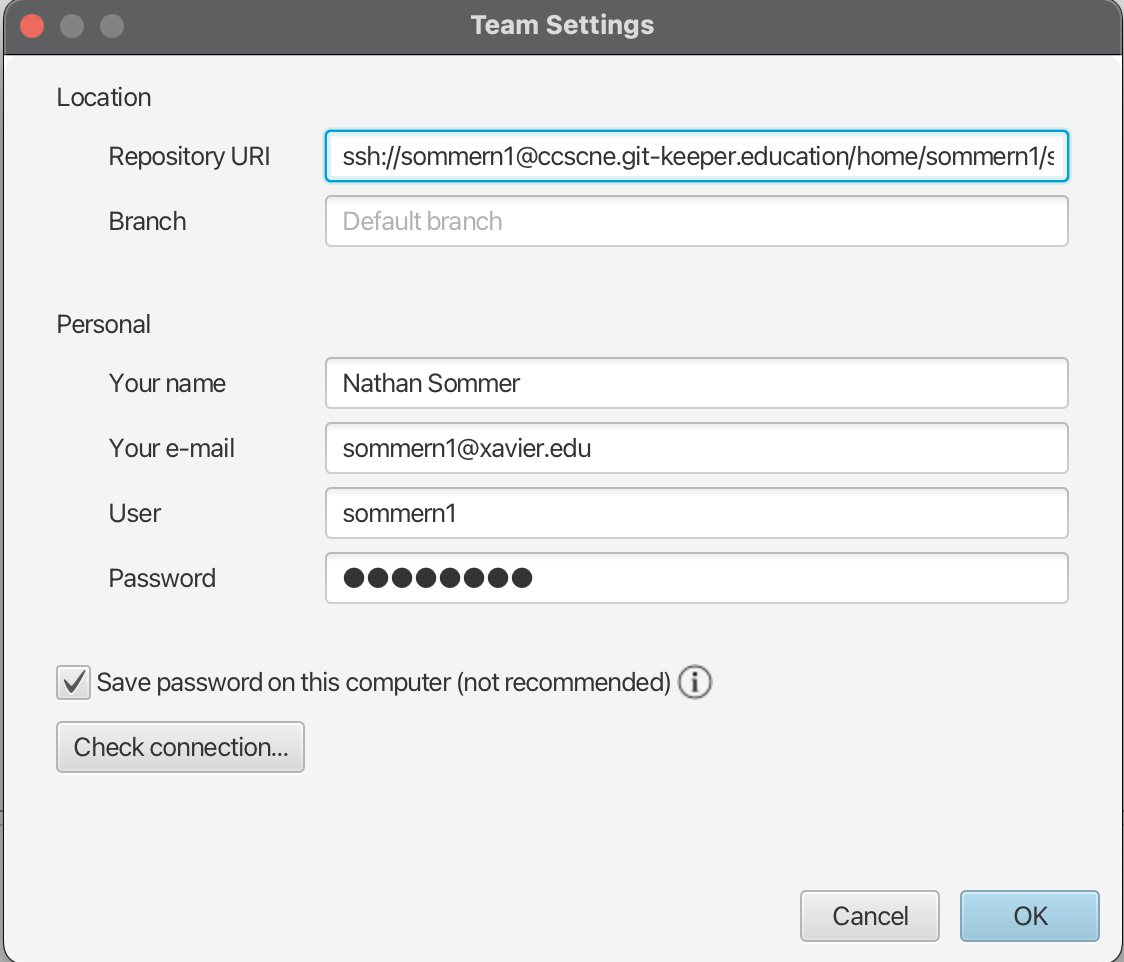 Team Settings
Location
Repository URI ssh://sommern1@ccscne.git-keeper.education/home/sommern1/s
Branch Default branch
Personal
Your name Nathan Sommer
Your e-mail sommern1@xavier.edu
User sommern1
Password ●●●●●●●●
Save password on this computer (not recommended)
Check connection...
Cancel OK